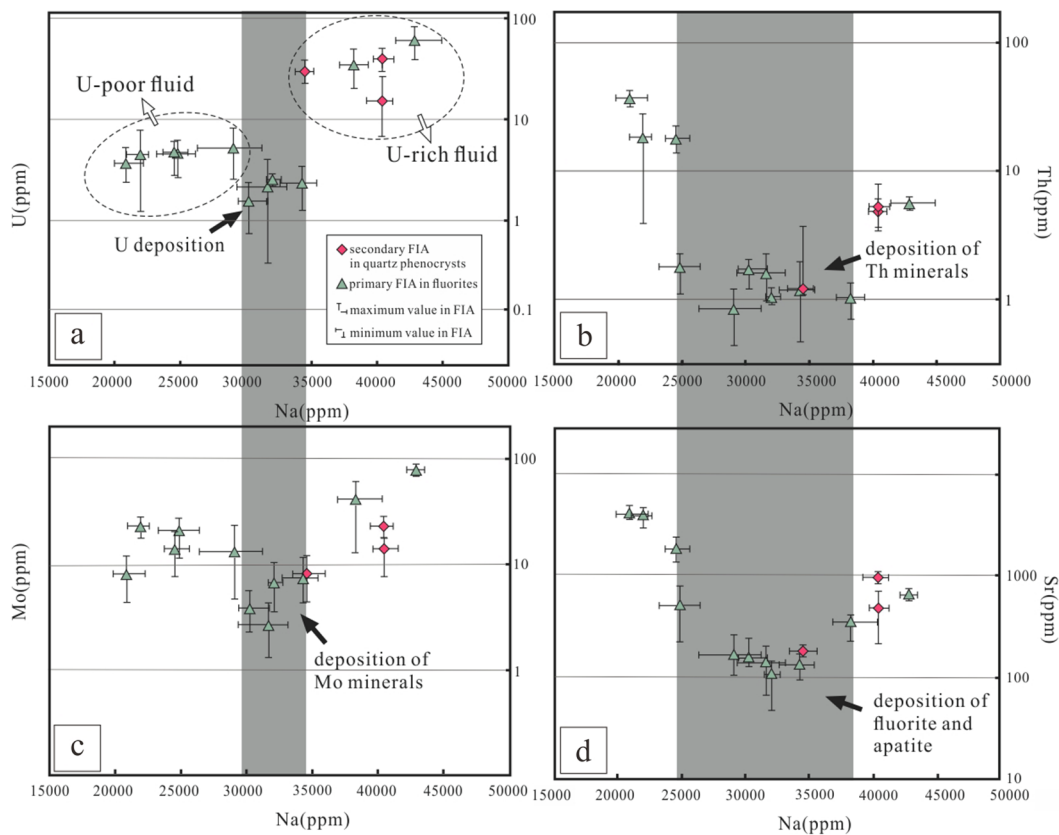 100
10
1
0.1
U(ppm)
U-poor fluid
U-rich fluid
U deposition
secondary FIA
in quartz phenocrysts
primary FIA in fluorites
maximum value in FIA
minimum value in FIA
a
15000 20000 25000 30000 35000 40000 45000 50000
Na(ppm)
100
10
1
Th(ppm)
deposition of
Th minerals
b
15000 20000 25000 30000 35000 40000 45000 50000
Na(ppm)
100
10
1
Mo(ppm)
deposition of
Mo minerals
c
15000 20000 25000 30000 35000 40000 45000 50000
Na(ppm)
1000
100
10
Sr(ppm)
deposition of
fluorite and
apatite
d
15000 20000 25000 30000 35000 40000 45000 50000
Na(ppm)